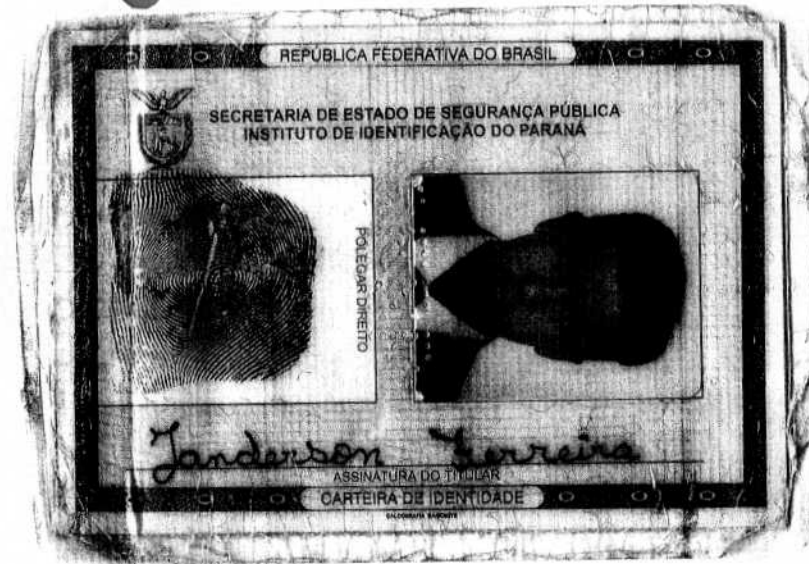 REPÚBLICA FEDERATIVA DO BRASIL
SECRETARIA DE ESTADO DE SEGURANÇA PÚBLICA
INSTITUTO DE IDENTIFICAÇÃO DO PARANÁ
POLEGAR DIREITO
Janderson Ferreira
ASSINATURA DO TITULAR
CARTEIRA DE IDENTIDADE